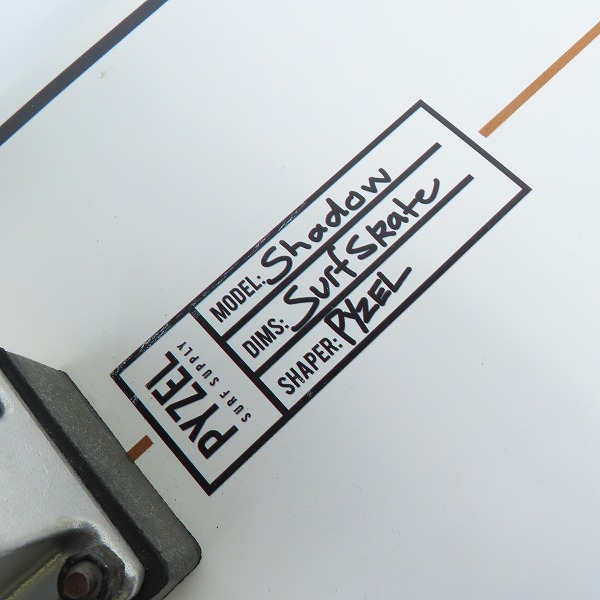 PYZEL
SURF SUPPLY
MODEL: Shadow
DIMS: Surf Skate
SHAPER: PYZEL